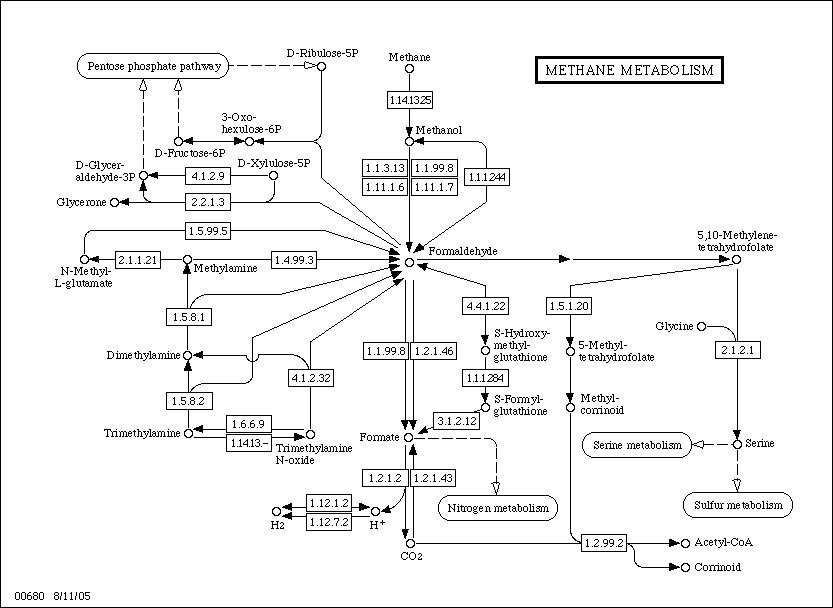 METHANE METABOLISM
Pentose phosphate pathway
D-Ribulose-5P
Methane
1.14.13.25
3-Oxo-
hexulose-6P
Methanol
D-Fructose-6P
D-Glycer-
aldehyde-3P
4.1.2.9
D-Xylulose-5P
1.1.3.13
1.1.99.8
1.11.1.6
1.11.1.7
1.1.1.244
Glycerone
2.2.1.3
1.5.99.5
Formaldehyde
5,10-Methylene-
tetrahydrofolate
2.1.1.21
Methylamine
1.4.99.3
N-Methyl-
L-glutamate
1.5.8.1
4.4.1.22
1.5.1.20
Glycine
S-Hydroxy-
methyl-
glutathione
5-Methyl-
tetrahydrofolate
2.1.2.1
Dimethylamine
1.1.99.8
1.2.1.46
4.1.2.32
1.1.1.284
1.5.8.2
S-Formyl-
glutathione
Methyl-
corrinoid
1.6.6.9
3.1.2.12
Trimethylamine
1.14.13.-
Trimethylamine
N-oxide
Formate
Serine metabolism
Serine
1.2.1.2
1.2.1.43
Nitrogen metabolism
Sulfur metabolism
1.12.1.2
1.12.7.2
H2
H+
CO2
1.2.99.2
Acetyl-CoA
Corrinoid
00680 8/11/05